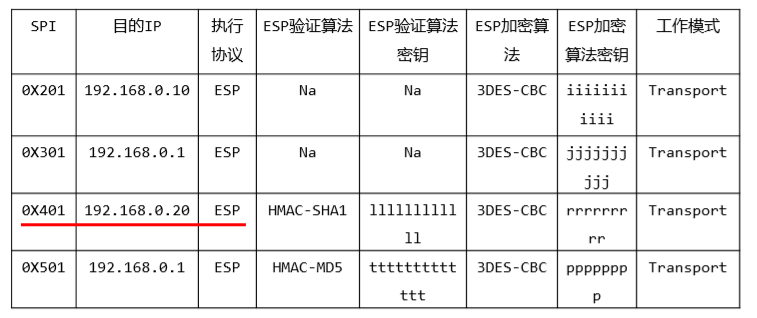 SPI 目的IP 执行协议 ESP验证算法 ESP验证算法密钥 ESP加密算法 ESP加密算法密钥 工作模式
0X201 192.168.0.10 ESP Na Na 3DES-CBC iiiiiiiiiii Transport
0X301 192.168.0.1 ESP Na Na 3DES-CBC jjjjjjjjjj Transport
0X401 192.168.0.20 ESP HMAC-SHA1 lllllllllllll 3DES-CBC rrrrrrrrr Transport
0X501 192.168.0.1 ESP HMAC-MD5 ttttttttttttt 3DES-CBC pppppppp Transport